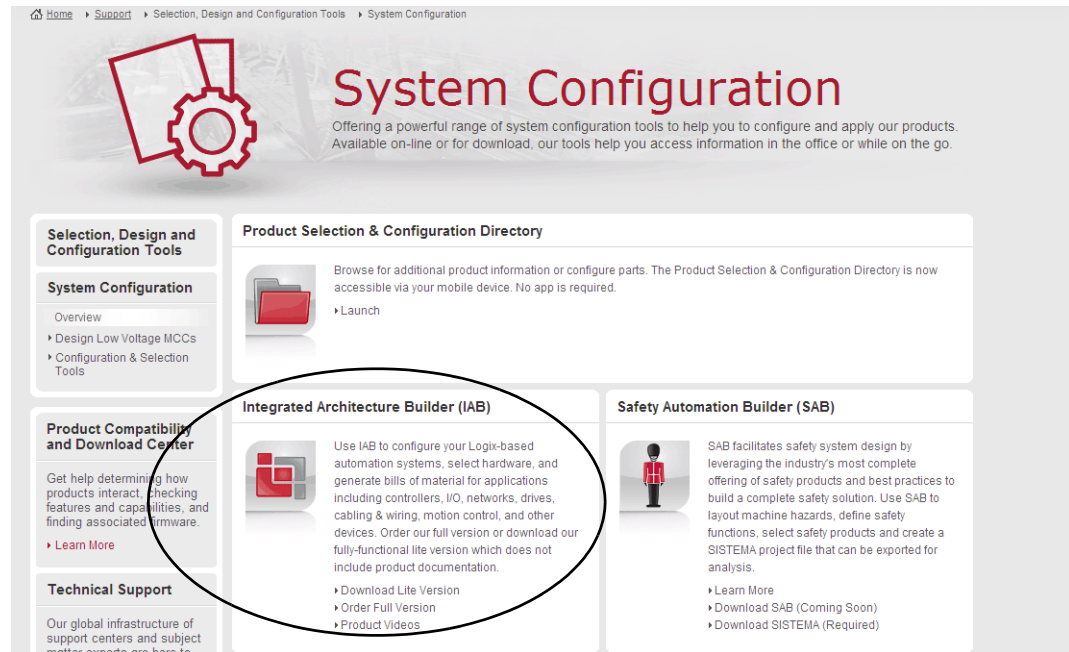 Home Support Selection, Design and Configuration Tools System Configuration
System Configuration
Offering a powerful range of system configuration tools to help you to configure and apply our products.
Available on-line or for download, our tools help you access information in the office or while on the go.
Selection, Design and
Configuration Tools
System Configuration
Overview
Design Low Voltage MCCs
Configuration & Selection
Tools
Product Compatibility
and Download Center
Get help determining how
products interact, checking
features and capabilities, and
finding associated firmware.
Learn More
Technical Support
Our global infrastructure of
support centers and subject
matter experts are here to
Product Selection & Configuration Directory
Browse for additional product information or configure parts. The Product Selection & Configuration Directory is now
accessible via your mobile device. No app is required.
Launch
Integrated Architecture Builder (IAB)
Use IAB to configure your Logix-based
automation systems, select hardware, and
generate bills of material for applications
including controllers, I/O, networks, drives,
cabling & wiring, motion control, and other
devices. Order our full version or download our
fully-functional lite version which does not
include product documentation.
Download Lite Version
Order Full Version
Product Videos
Safety Automation Builder (SAB)
SAB facilitates safety system design by
leveraging the industry's most complete
offering of safety products and best practices to
build a complete safety solution. Use SAB to
layout machine hazards, define safety
functions, select safety products and create a
SISTEMA project file that can be exported for
analysis.
Learn More
Download SAB (Coming Soon)
Download SISTEMA (Required)